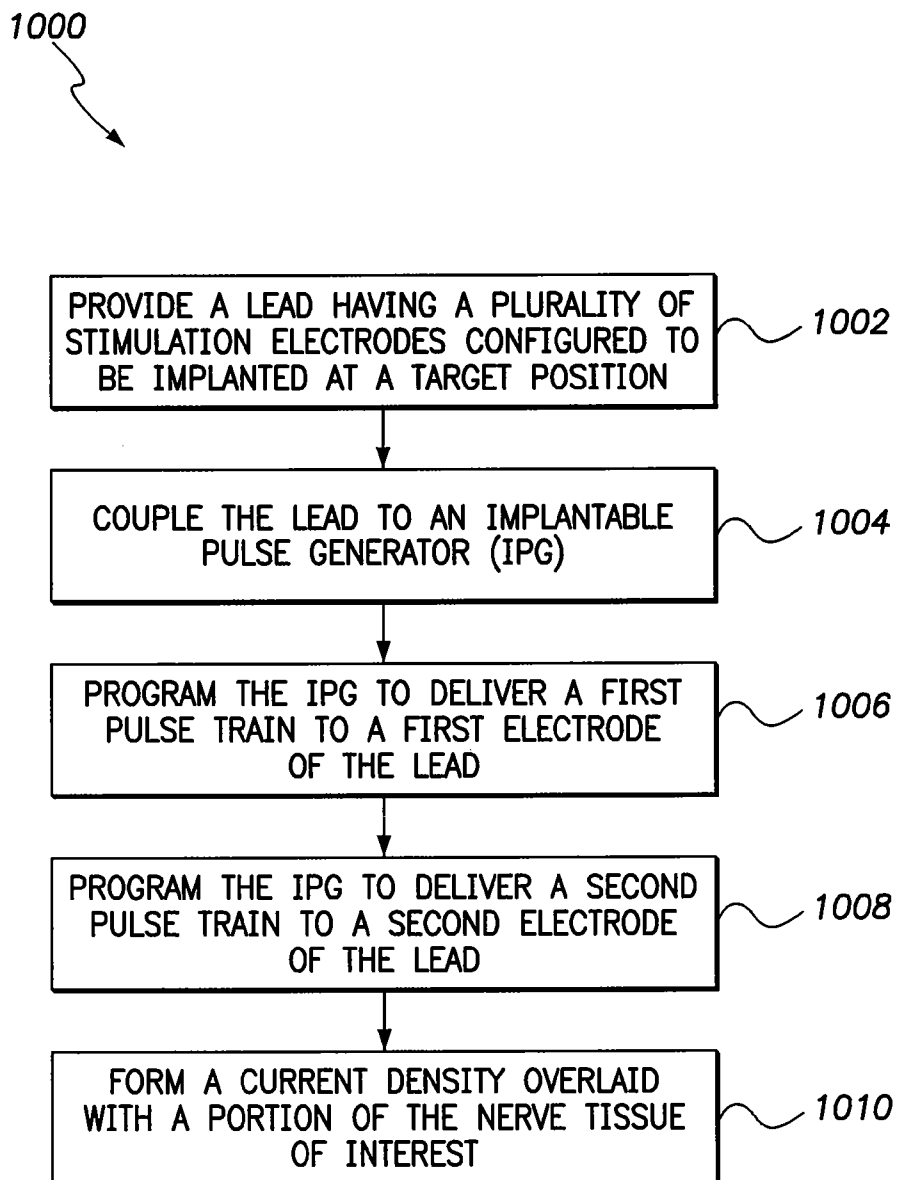 1000
PROVIDE A LEAD HAVING A PLURALITY OF
STIMULATION ELECTRODES CONFIGURED TO
BE IMPLANTED AT A TARGET POSITION
1002
COUPLE THE LEAD TO AN IMPLANTABLE
PULSE GENERATOR (IPG)
1004
PROGRAM THE IPG TO DELIVER A FIRST
PULSE TRAIN TO A FIRST ELECTRODE
OF THE LEAD
1006
PROGRAM THE IPG TO DELIVER A SECOND
PULSE TRAIN TO A SECOND ELECTRODE
OF THE LEAD
1008
FORM A CURRENT DENSITY OVERLAID
WITH A PORTION OF THE NERVE TISSUE
OF INTEREST
1010